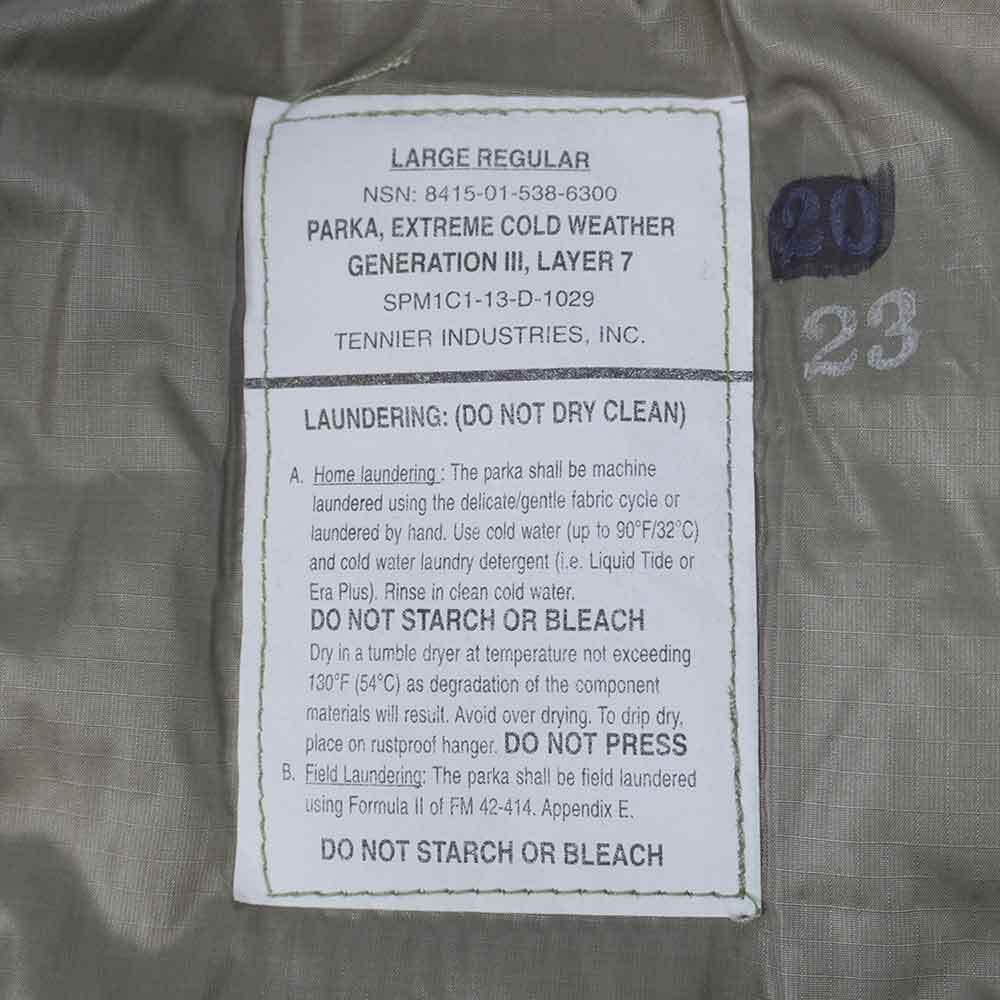 LARGE REGULAR
NSN: 8415-01-538-6300
PARKA, EXTREME COLD WEATHER
GENERATION III, LAYER 7
SPM1C1-13-D-1029
TENNIER INDUSTRIES, INC.
LAUNDERING: (DO NOT DRY CLEAN)
A. Home laundering : The parka shall be machine
laundered using the delicate/gentle fabric cycle or
laundered by hand. Use cold water (up to 90°F/32°C)
and cold water laundry detergent (i.e. Liquid Tide or
Era Plus). Rinse in clean cold water.
DO NOT STARCH OR BLEACH
Dry in a tumble dryer at temperature not exceeding
130°F (54°C) as degradation of the component
materials will result. Avoid over drying. To drip dry,
place on rustproof hanger. DO NOT PRESS
B. Field Laundering: The parka shall be field laundered
using Formula II of FM 42-414. Appendix E.
DO NOT STARCH OR BLEACH
20
23